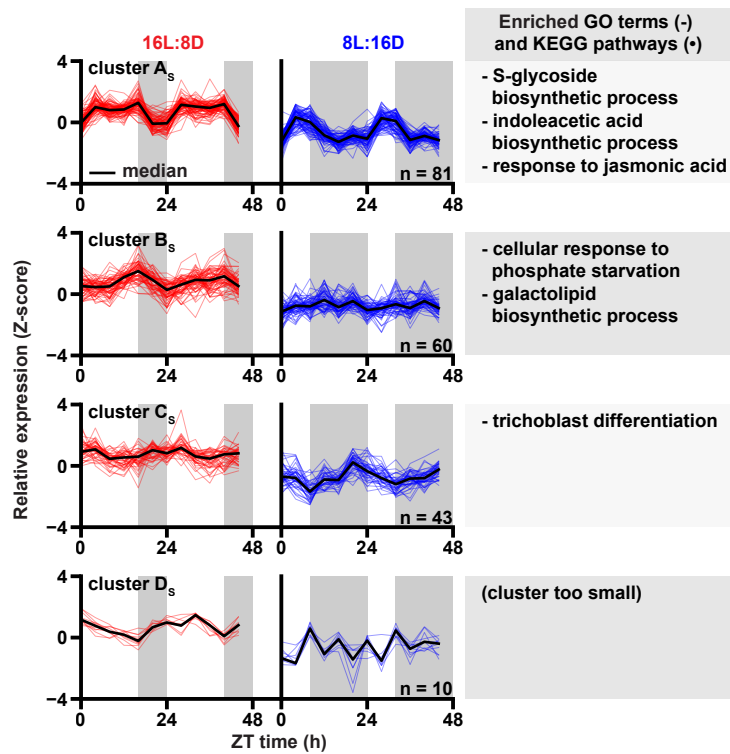 16L:8D
8L:16D
Enriched GO terms (-)
and KEGG pathways (•)
Relative expression (Z-score)
4
0
−4
cluster AS
median
n = 81
0
24
48
0
24
48
- S-glycoside
biosynthetic process
- indoleacetic acid
biosynthetic process
- response to jasmonic acid
4
0
−4
cluster BS
n = 60
0
24
48
0
24
48
- cellular response to
phosphate starvation
- galactolipid
biosynthetic process
4
0
−4
cluster CS
n = 43
0
24
48
0
24
48
- trichoblast differentiation
4
0
−4
cluster DS
n = 10
0
24
48
0
24
48
(cluster too small)
ZT time (h)